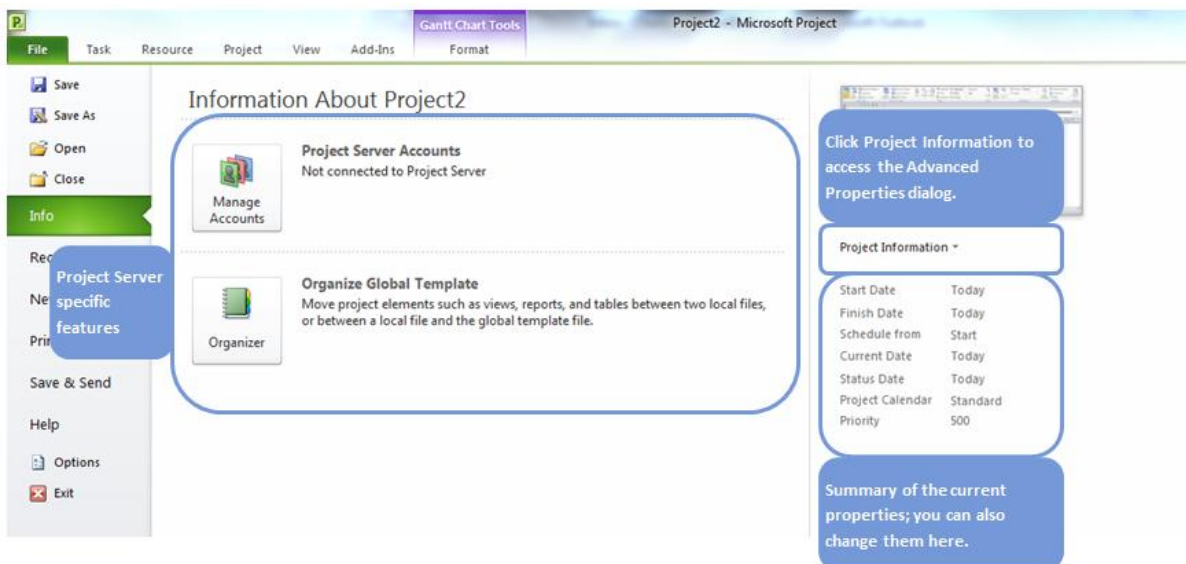 Gantt Chart Tools
Project2 - Microsoft Project
File Task Resource Project View Add-Ins Format
Save
Save As
Open
Close
Info
Print
Save & Send
Help
Options
Exit
Project Server
specific
features
Information About Project2
Manage
Accounts
Project Server Accounts
Not connected to Project Server
Organizer
Organize Global Template
Move project elements such as views, reports, and tables between two local files,
or between a local file and the global template file.
Click Project Information to
access the Advanced
Properties dialog.
Project Information
Start Date Today
Finish Date Today
Schedule from Start
Current Date Today
Status Date Today
Project Calendar Standard
Priority 500
Summary of the current
properties; you can also
change them here.